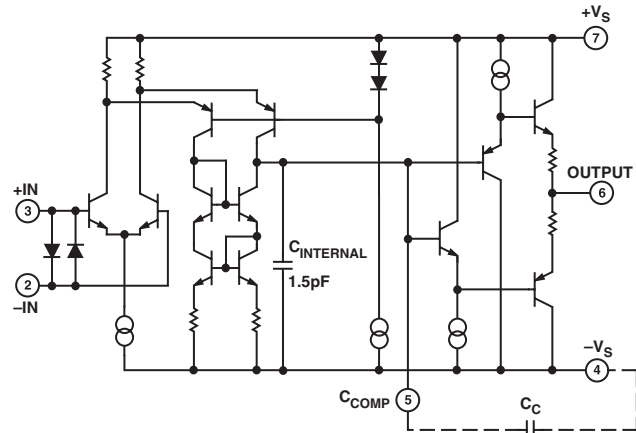 +VS
7
+IN
3
2
–IN
CINTERNAL
1.5pF
OUTPUT
6
–VS
4
CCOMP
5
CC